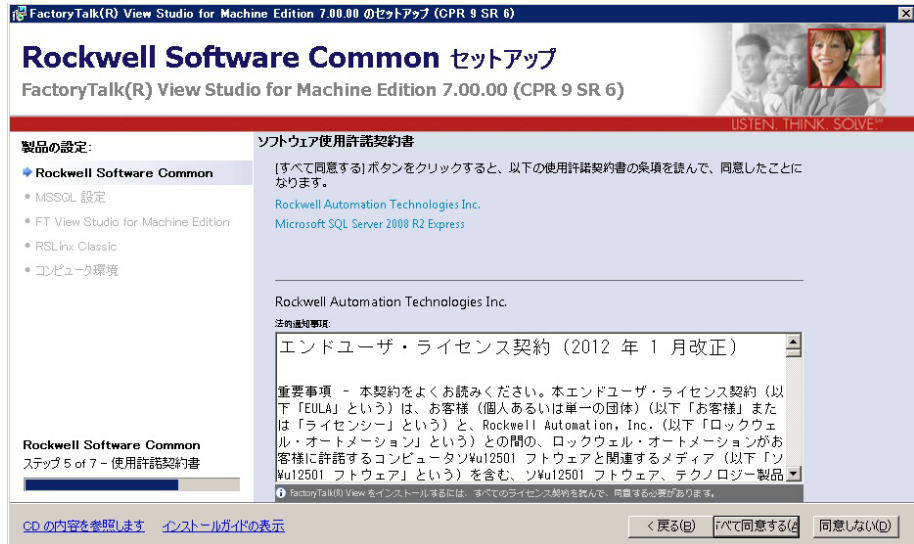 FactoryTalk(R) View Studio for Machine Edition 7.00.00 のセットアップ (CPR 9 SR 6)
Rockwell Software Common セットアップ
FactoryTalk(R) View Studio for Machine Edition 7.00.00 (CPR 9 SR 6)
LISTEN. THINK. SOLVE.℠
製品の設定:
Rockwell Software Common
MSSQL 設定
FT View Studio for Machine Edition
RSLinx Classic
コンピュータ環境
Rockwell Software Common
ステップ 5 of 7 - 使用許諾契約書
ソフトウェア使用許諾契約書
[すべて同意する] ボタンをクリックすると、以下の使用許諾契約書の条項を読んで、同意したことに
なります。
Rockwell Automation Technologies Inc.
Microsoft SQL Server 2008 R2 Express
Rockwell Automation Technologies Inc.
法的通知事項:
エンドユーザ・ライセンス契約 (2012 年 1 月改正)
重要事項 - 本契約をよくお読みください。本エンドユーザ・ライセンス契約 (以
下「EULA」という) は、お客様 (個人あるいは単一の団体) (以下「お客様」また
は「ライセンシー」という) と、Rockwell Automation, Inc. (以下「ロックウェ
ル・オートメーション」という) との間の、ロックウェル・オートメーションがお
客様に許諾するコンピュータソ¥u12501 フトウェアと関連するメディア (以下「ソ
¥u12501 フトウェア」という) を含む、ソ¥u12501 フトウェア、テクノロジー製品
FactoryTalk(R) View をインストールするには、すべてのライセンス契約を読んで、同意する必要があります。
CD の内容を参照します インストールガイドの表示
< 戻る(B) すべて同意する(A 同意しない(D)